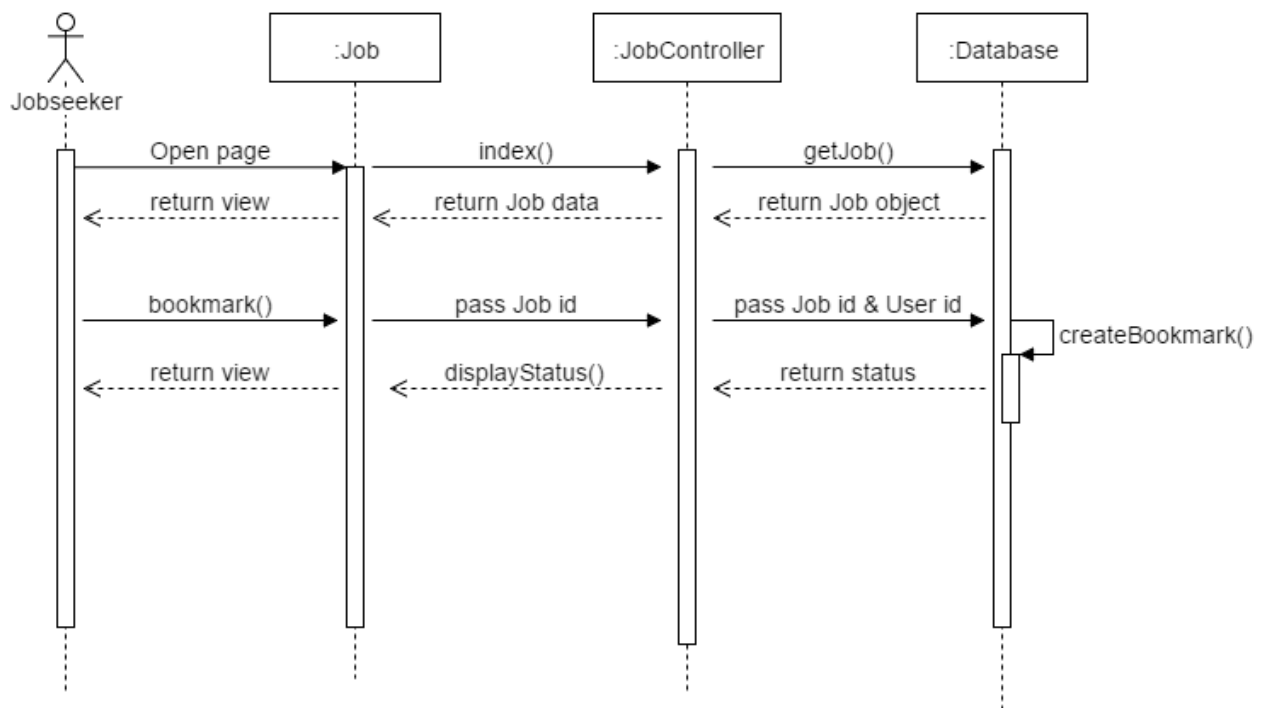 :Job
:JobController
:Database
Jobseeker
Open page
index()
getJob()
return view
return Job data
return Job object
bookmark()
pass Job id
pass Job id & User id
createBookmark()
return view
displayStatus()
return status